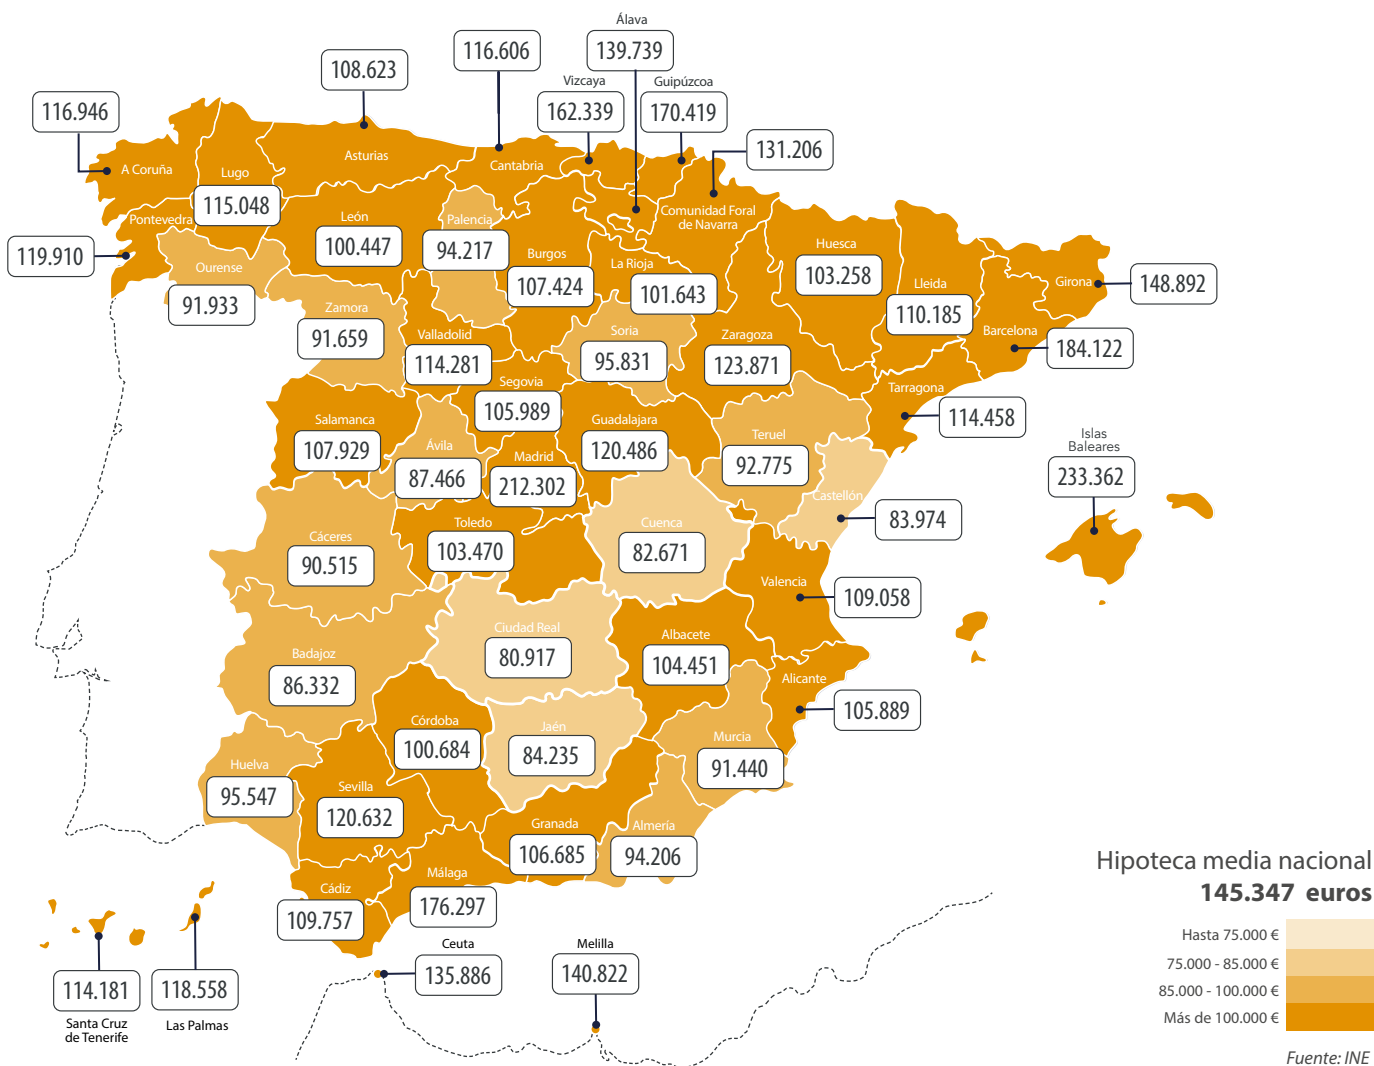 Álava
139.739
116.606
108.623
Vizcaya
162.339
Guipúzcoa
170.419
116.946
131.206
A Coruña
Lugo
115.048
Asturias
Cantabria
Pontevedra
119.910
León
100.447
Palencia
94.217
Burgos
107.424
La Rioja
101.643
Comunidad Foral
de Navarra
Huesca
103.258
Lleida
110.185
Girona
148.892
Barcelona
184.122
Ourense
91.933
Zamora
91.659
Valladolid
114.281
Soria
95.831
Zaragoza
123.871
Tarragona
114.458
Segovia
105.989
Salamanca
107.929
Ávila
87.466
Madrid
212.302
Guadalajara
120.486
Teruel
92.775
Castellón
83.974
Islas
Baleares
233.362
Cáceres
90.515
Toledo
103.470
Cuenca
82.671
Valencia
109.058
Badajoz
86.332
Ciudad Real
80.917
Albacete
104.451
Alicante
105.889
Córdoba
100.684
Jaén
84.235
Murcia
91.440
Huelva
95.547
Sevilla
120.632
Granada
106.685
Almería
94.206
Cádiz
109.757
Málaga
176.297
Ceuta
135.886
Melilla
140.822
114.181
Santa Cruz
de Tenerife
118.558
Las Palmas
Hipoteca media nacional
145.347 euros
Hasta 75.000 €
75.000 - 85.000 €
85.000 - 100.000 €
Más de 100.000 €
Fuente: INE